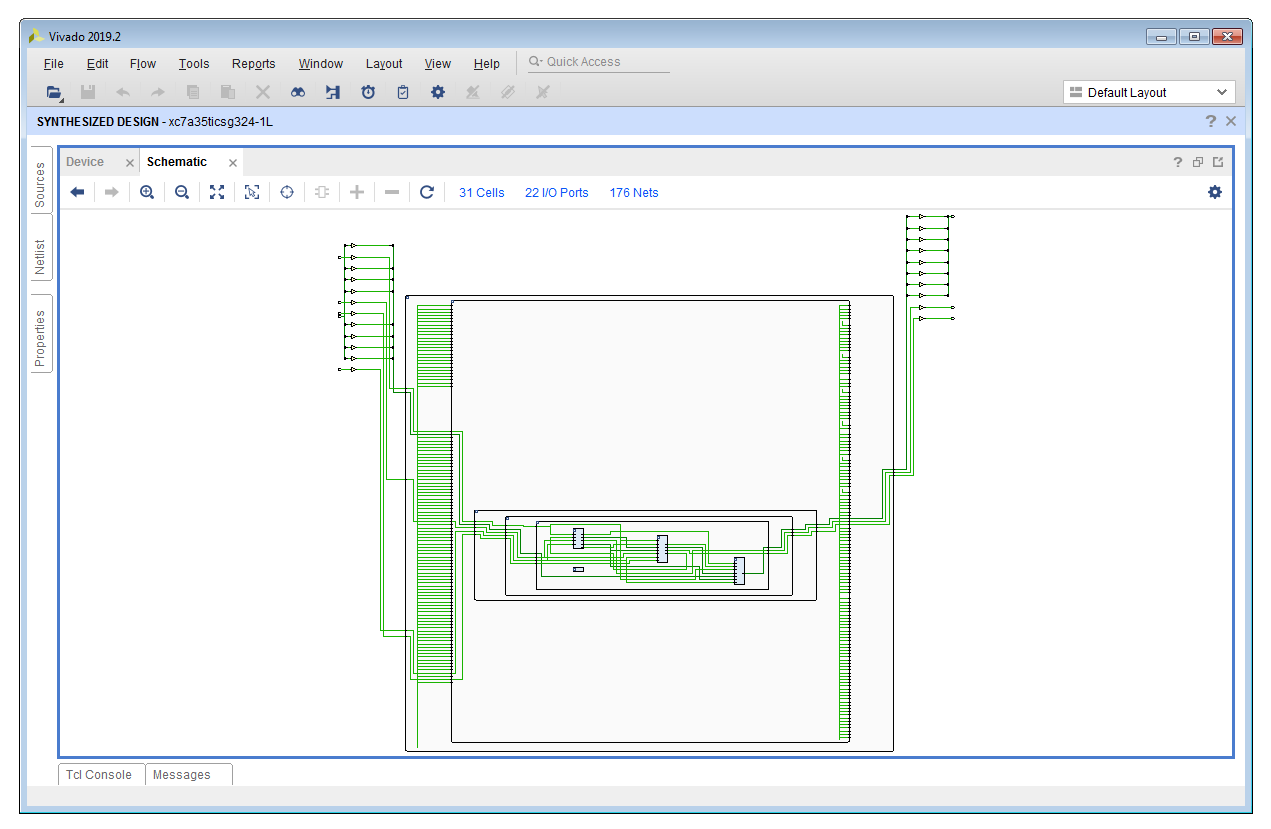 Vivado 2019.2
File Edit Flow Tools Reports Window Layout View Help Quick Access
Default Layout
SYNTHESIZED DESIGN - xc7a35ticsg324-1L
Sources
Netlist
Properties
Device Schematic
31 Cells 22 I/O Ports 176 Nets
Tcl Console Messages